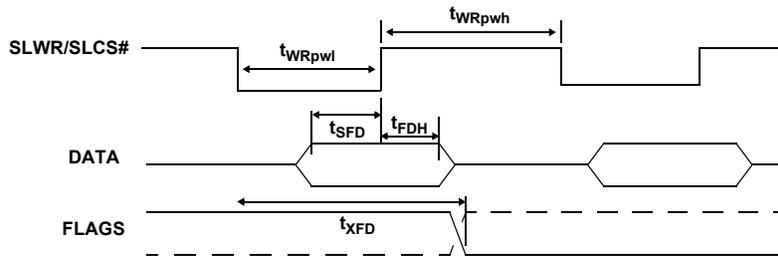 tWRpwh
SLWR/SLCS#
tWRpwl
tSFD
tFDH
DATA
tXFD
FLAGS